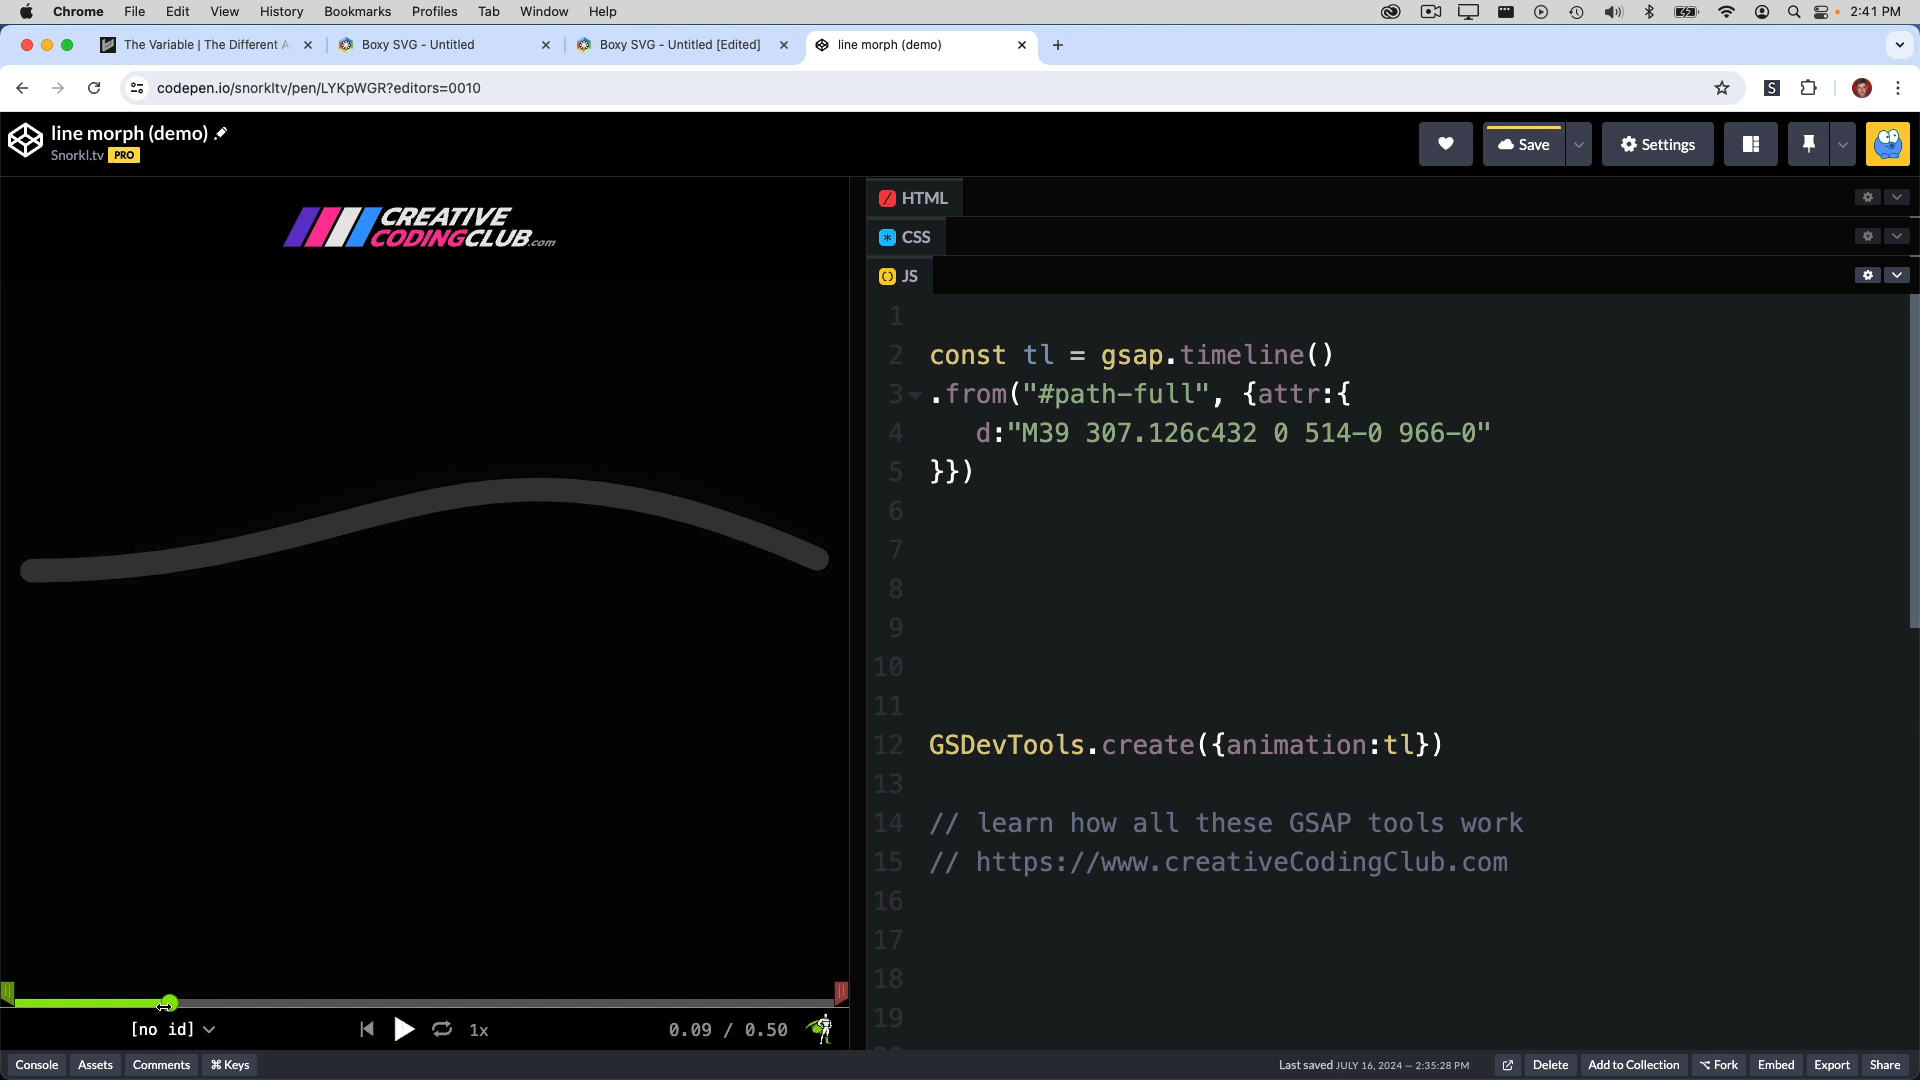 Chrome File Edit View History Bookmarks Profiles Tab Window Help 2:41 PM
The Variable | The Different A
Boxy SVG - Untitled
Boxy SVG - Untitled [Edited]
line morph (demo)
codepen.io/snorkltv/pen/LYKpWGR?editors=0010
S
line morph (demo)
Snorkl.tv PRO
Save
Settings
CREATIVE
CODINGCLUB.com
HTML
CSS
JS
1
2 const tl = gsap.timeline()
3 .from("#path-full", {attr:{
4 d:"M39 307.126c432 0 514-0 966-0"
5 }})
6
7
8
9
10
11
12 GSDevTools.create({animation:tl})
13
14 // learn how all these GSAP tools work
15 // https://www.creativeCodingClub.com
16
17
18
19
[no id] 1x 0.09 / 0.50
Console Assets Comments ⌘ Keys Last saved JULY 16, 2024 — 2:35:28 PM Delete Add to Collection ⌥ Fork Embed Export Share